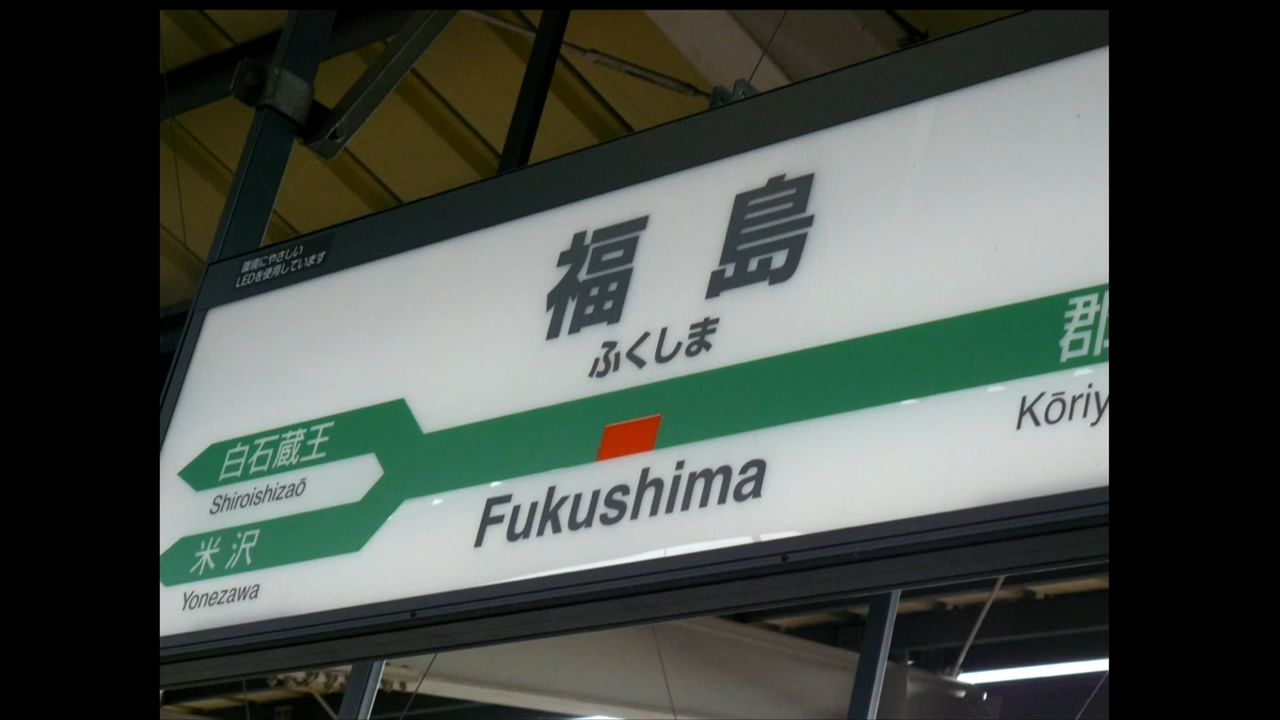 環境にやさしい
LEDを使用しています
福島
ふくしま
郡
Kōriy
白石蔵王
Shiroishizaō
米沢
Yonezawa
Fukushima